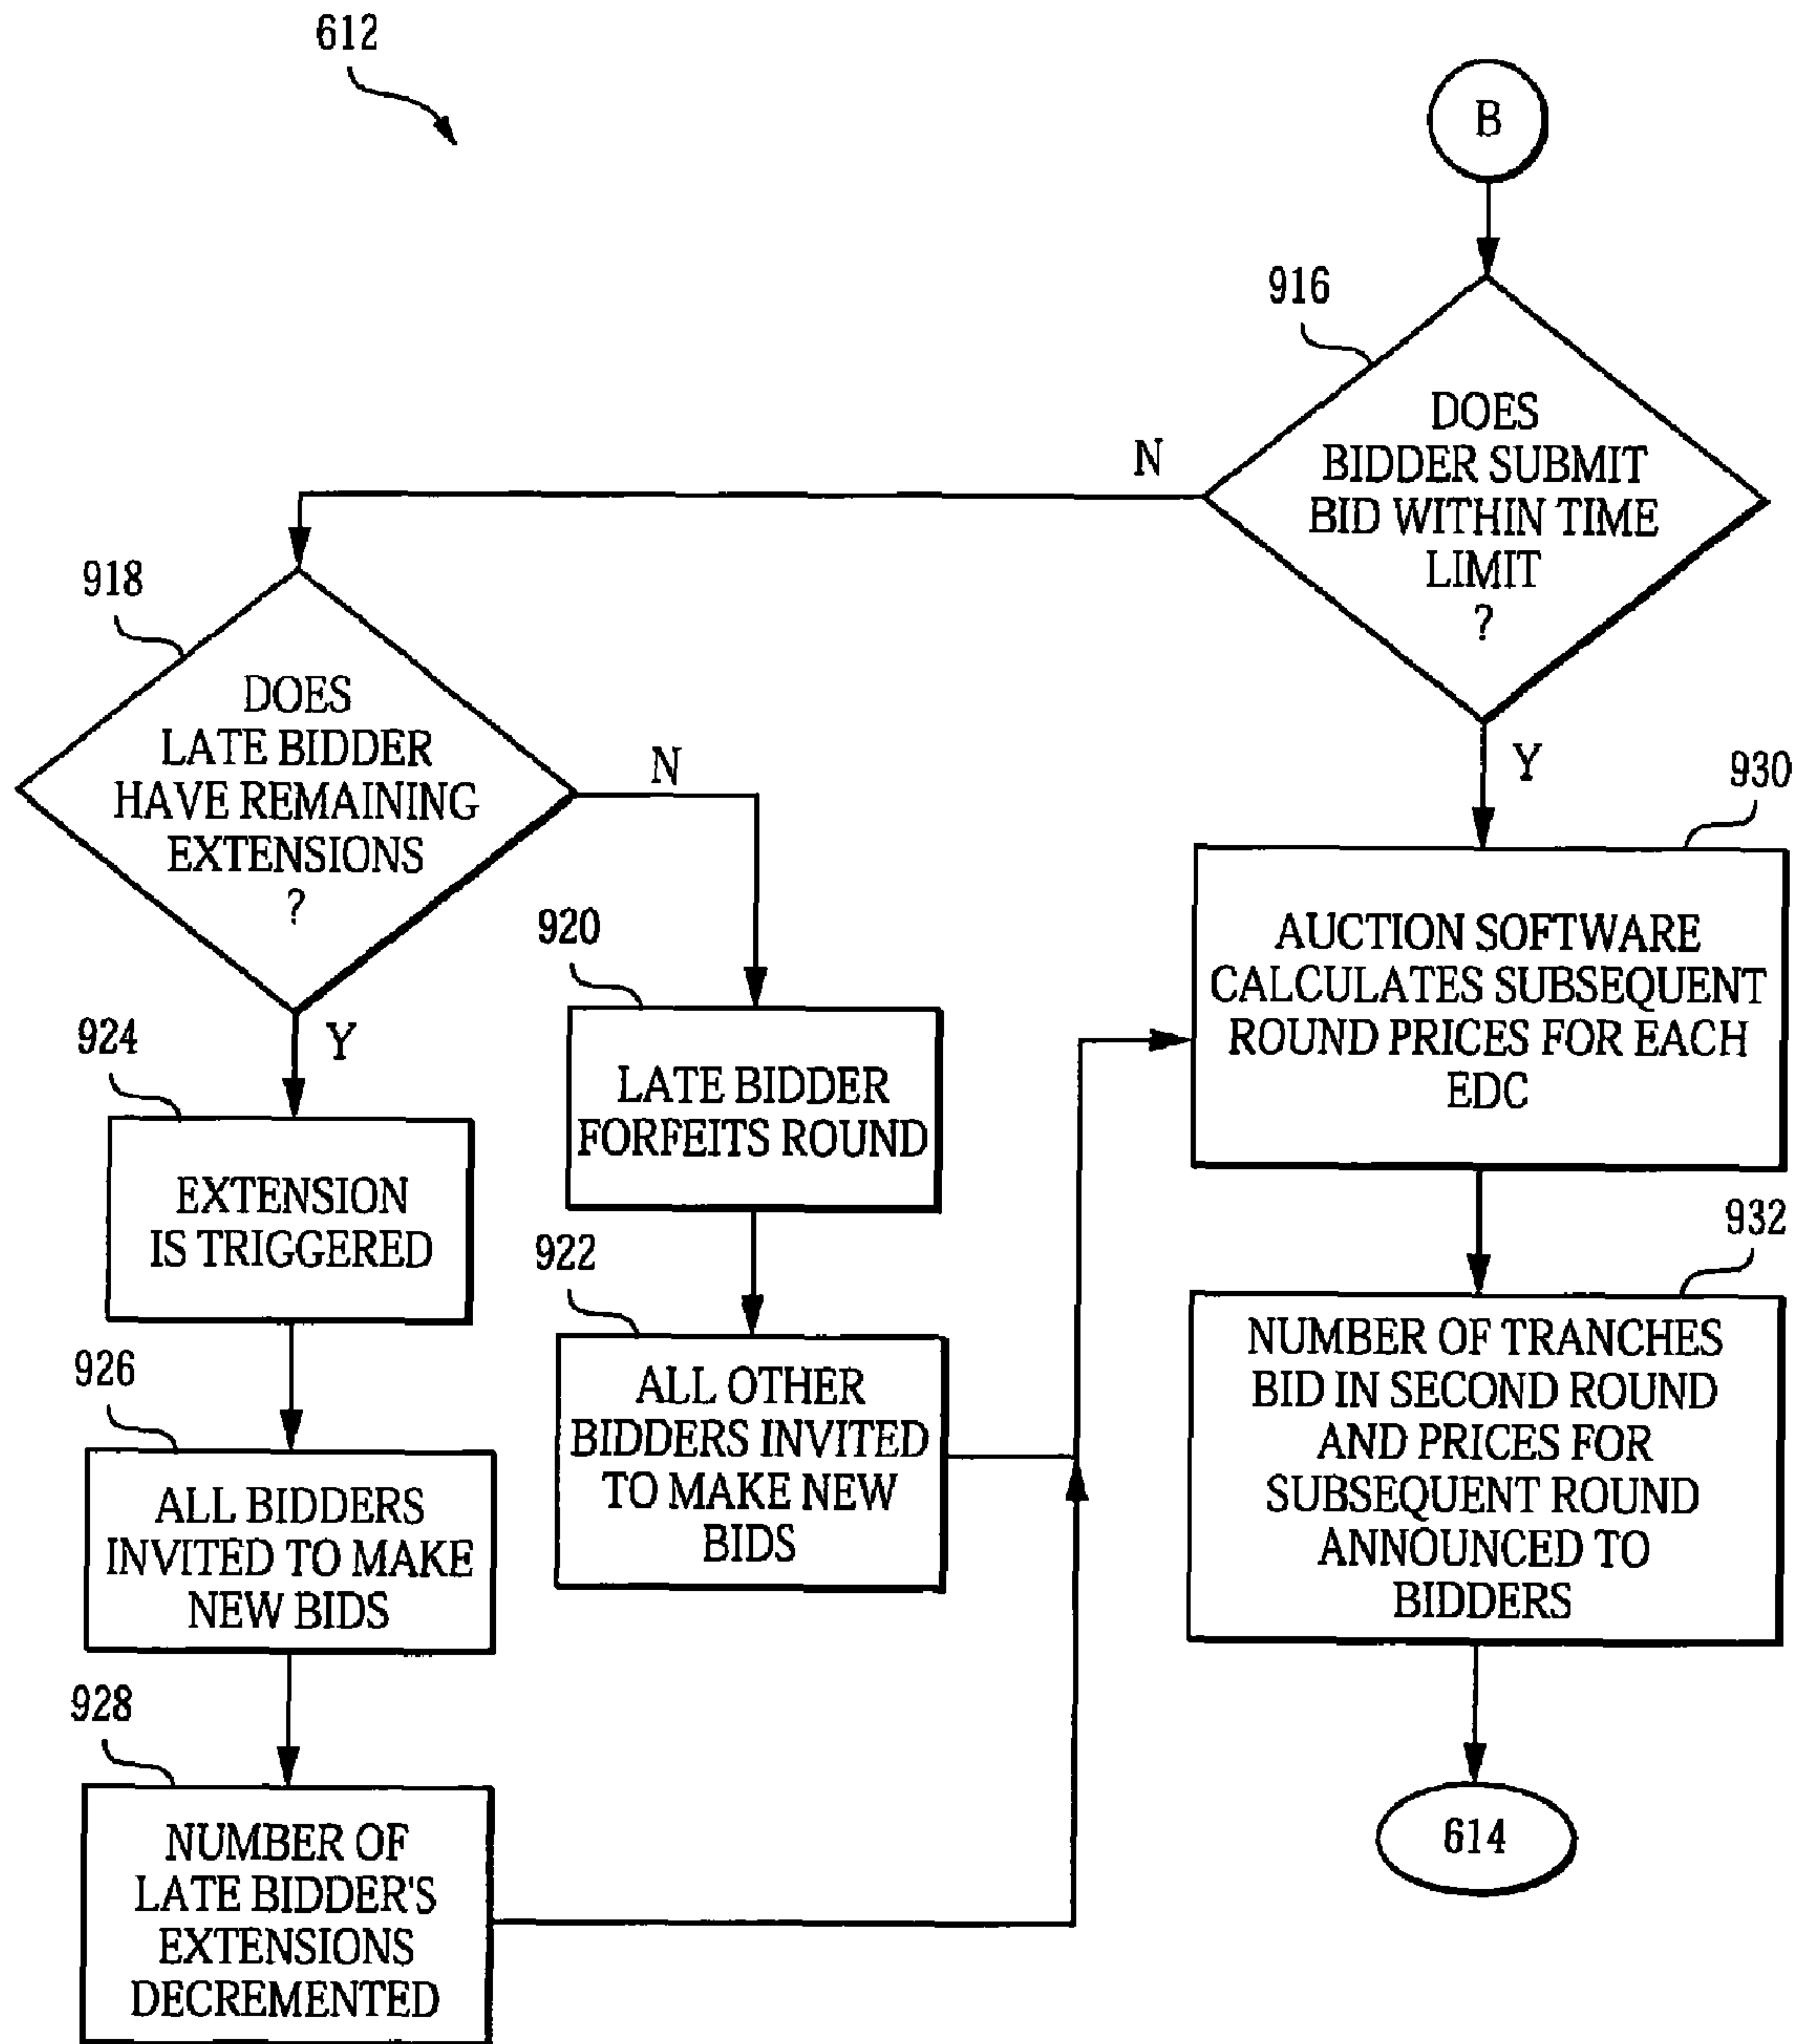 612
B
916
DOES
BIDDER SUBMIT
BID WITHIN TIME
LIMIT
?
N
Y
918
DOES
LATE BIDDER
HAVE REMAINING
EXTENSIONS
?
N
Y
920
LATE BIDDER
FORFEITS ROUND
922
ALL OTHER
BIDDERS INVITED
TO MAKE NEW
BIDS
924
EXTENSION
IS TRIGGERED
926
ALL BIDDERS
INVITED TO MAKE
NEW BIDS
928
NUMBER OF
LATE BIDDER'S
EXTENSIONS
DECREMENTED
930
AUCTION SOFTWARE
CALCULATES SUBSEQUENT
ROUND PRICES FOR EACH
EDC
932
NUMBER OF TRANCHES
BID IN SECOND ROUND
AND PRICES FOR
SUBSEQUENT ROUND
ANNOUNCED TO
BIDDERS
614